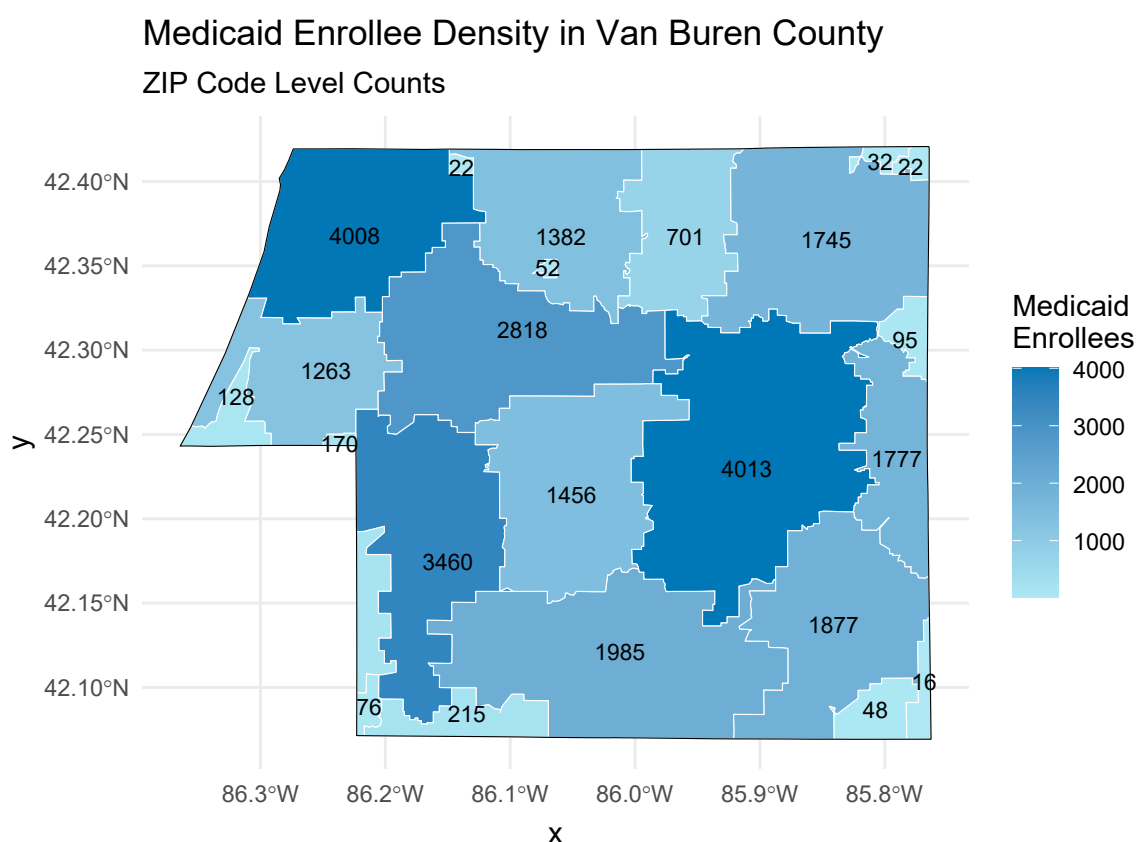 Medicaid Enrollee Density in Van Buren County
ZIP Code Level Counts
42.40°N
42.35°N
42.30°N
42.25°N
42.20°N
42.15°N
42.10°N
y
22
32
22
4008
1382
701
1745
52
2818
95
1263
128
170
1777
4013
1456
3460
1877
1985
16
76
215
48
86.3°W
86.2°W
86.1°W
86.0°W
85.9°W
85.8°W
x
Medicaid
Enrollees
4000
3000
2000
1000